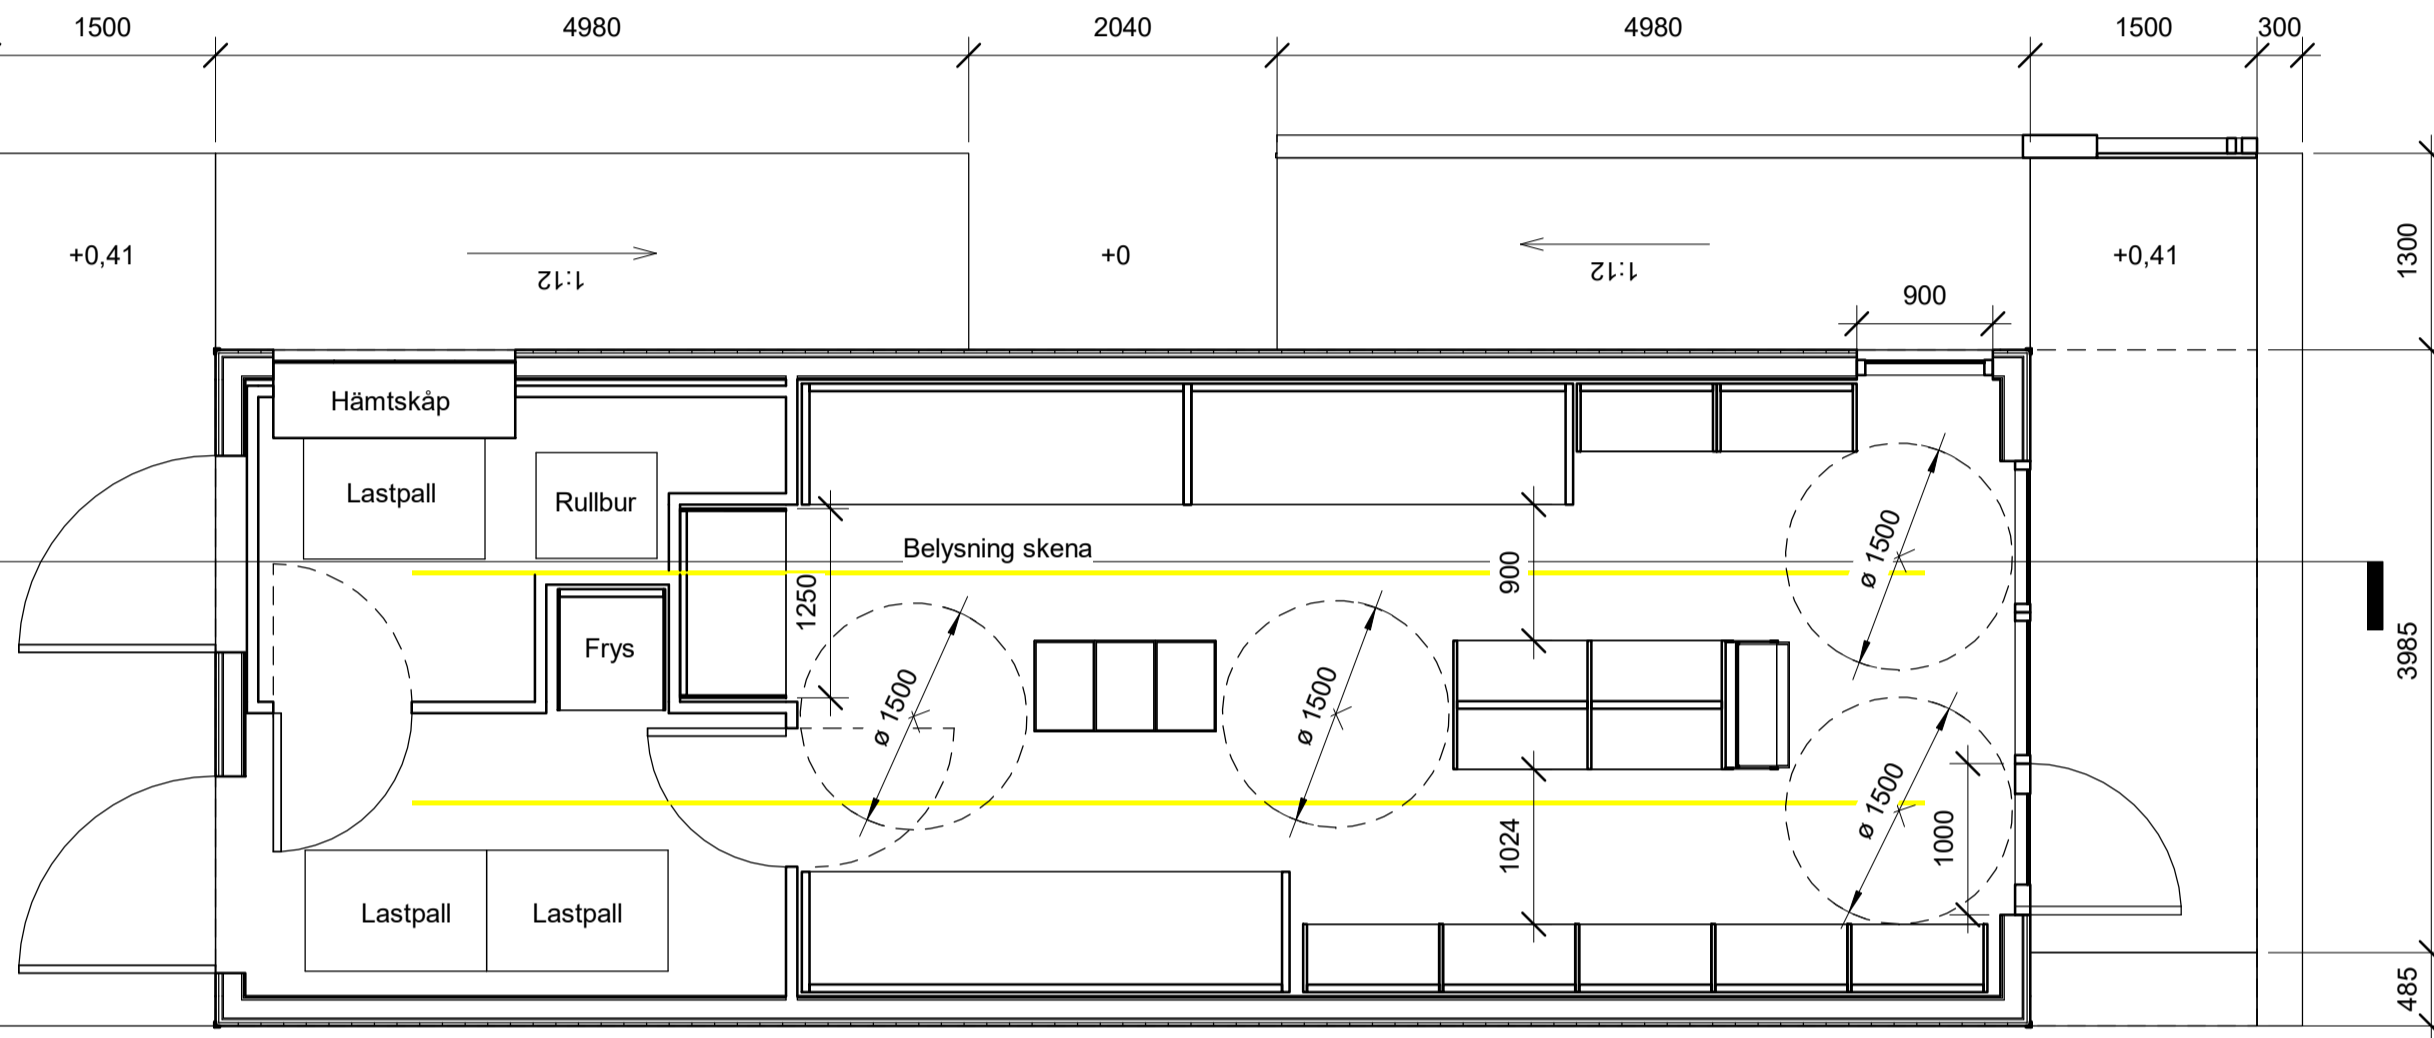 1500
4980
2040
4980
1500
300
+0,41
1:12
+0
1:12
+0,41
1300
900
Hämtskåp
Lastpall
Rullbur
Belysning skena
ø 1500
900
1250
Frys
ø 1500
ø 1500
3985
ø 1500
1000
1024
Lastpall
Lastpall
485